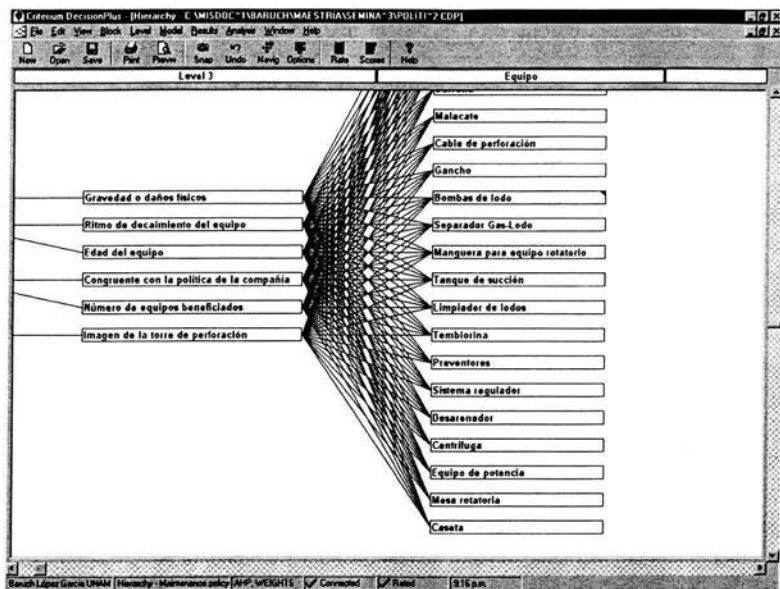 Criterium DecisionPlus - [Hierarchy - C:\MISDOC~1\BARUCH\MAESTRIA\SEMINA~3\POLITI~2.CDP]
File Edit View Block Level Model Results Analysis Window Help
New Open Save Print Prevw Snap Undo Navig Options Rate Scores Help
Level 3 Equipo
Malacate
Cable de perforación
Gancho
Gravedad o daños físicos Bombas de lodo
Ritmo de decaimiento del equipo Separador Gas-Lodo
Edad del equipo Manguera para equipo rotatorio
Congruente con la política de la compañía Tanque de succión
Número de equipos beneficiados Limpiador de lodos
Imagen de la torre de perforación Temblorina
Preventores
Sistema regulador
Desarenador
Centrífuga
Equipo de potencia
Mesa rotatoria
Caseta
Baruch López García UNAM Hierarchy - Maintenance policy AHP, WEIGHTS Connected Rated 9:16 p.m.